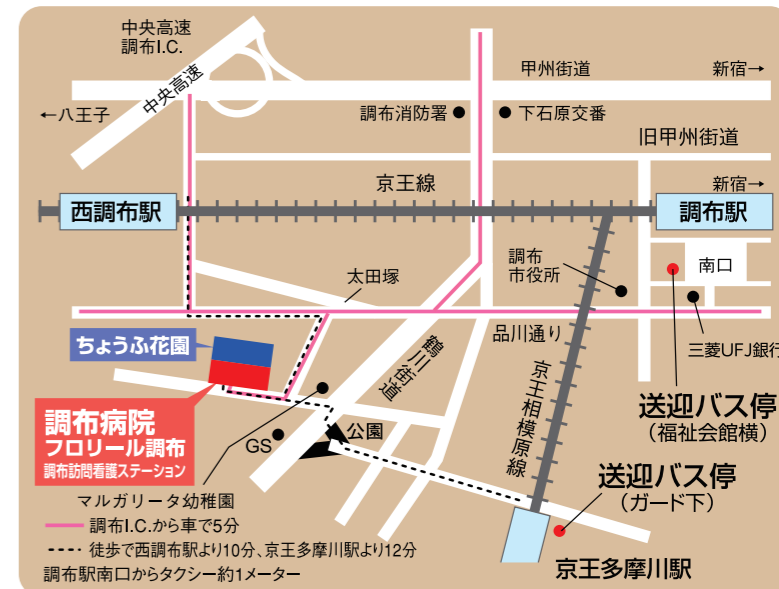 中央高速
調布I.C.
中央高速
甲州街道
新宿→
←八王子
調布消防署
下石原交番
旧甲州街道
京王線
新宿→
西調布駅
調布駅
調布
市役所
南口
太田塚
品川通り
三菱UFJ銀行
ちょうふ花園
鶴川街道
京王相模原線
送迎バス停
(福祉会館横)
調布病院
フロリール調布
調布訪問看護ステーション
公園
GS
送迎バス停
(ガード下)
マルガリータ幼稚園
調布I.C.から車で5分
徒歩で西調布駅より10分、京王多摩川駅より12分
京王多摩川駅
調布駅南口からタクシー約1メーター